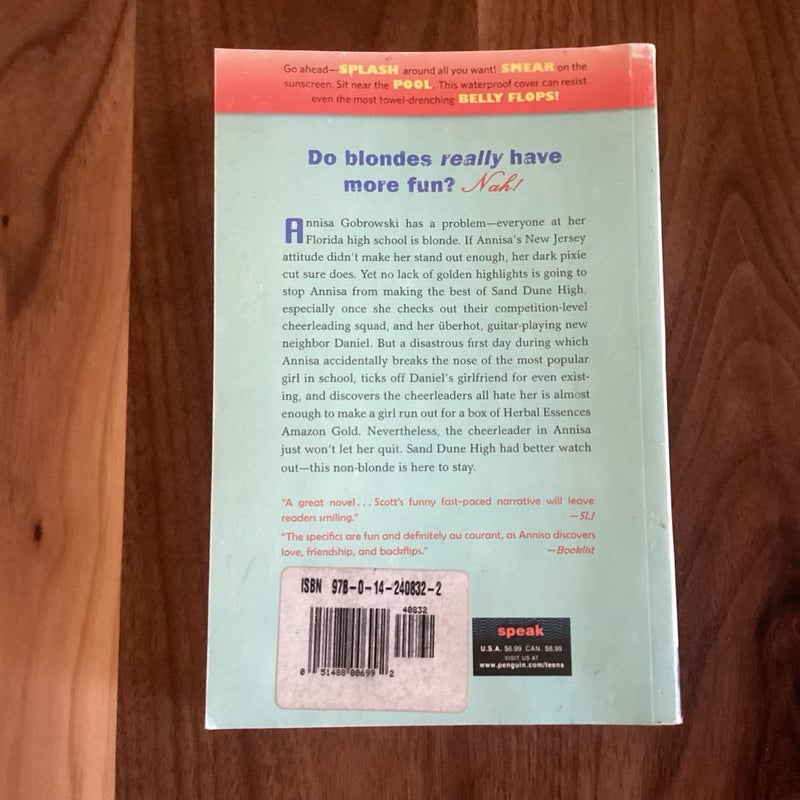 Go ahead—SPLASH around all you want! SMEAR on the
sunscreen. Sit near the POOL. This waterproof cover can resist
even the most towel-drenching BELLY FLOPS!
Do blondes really have
more fun? Nah!
Annisa Gobrowski has a problem—everyone at her
Florida high school is blonde. If Annisa's New Jersey
attitude didn't make her stand out enough, her dark pixie
cut sure does. Yet no lack of golden highlights is going to
stop Annisa from making the best of Sand Dune High,
especially once she checks out their competition-level
cheerleading squad, and her überhot, guitar-playing new
neighbor Daniel. But a disastrous first day during which
Annisa accidentally breaks the nose of the most popular
girl in school, ticks off Daniel's girlfriend for even exist-
ing, and discovers the cheerleaders all hate her is almost
enough to make a girl run out for a box of Herbal Essences
Amazon Gold. Nevertheless, the cheerleader in Annisa
just won't let her quit. Sand Dune High had better watch
out—this non-blonde is here to stay.
"A great novel... Scott's funny fast-paced narrative will leave
readers smiling." —SLJ
"The specifics are fun and definitely au courant, as Annisa discovers
love, friendship, and backflips." —Booklist
ISBN 978-0-14-240832-2
40832
0 51488 00699 2
speak
U.S.A. $6.99 CAN. $8.99
VISIT US AT
www.penguin.com/teens